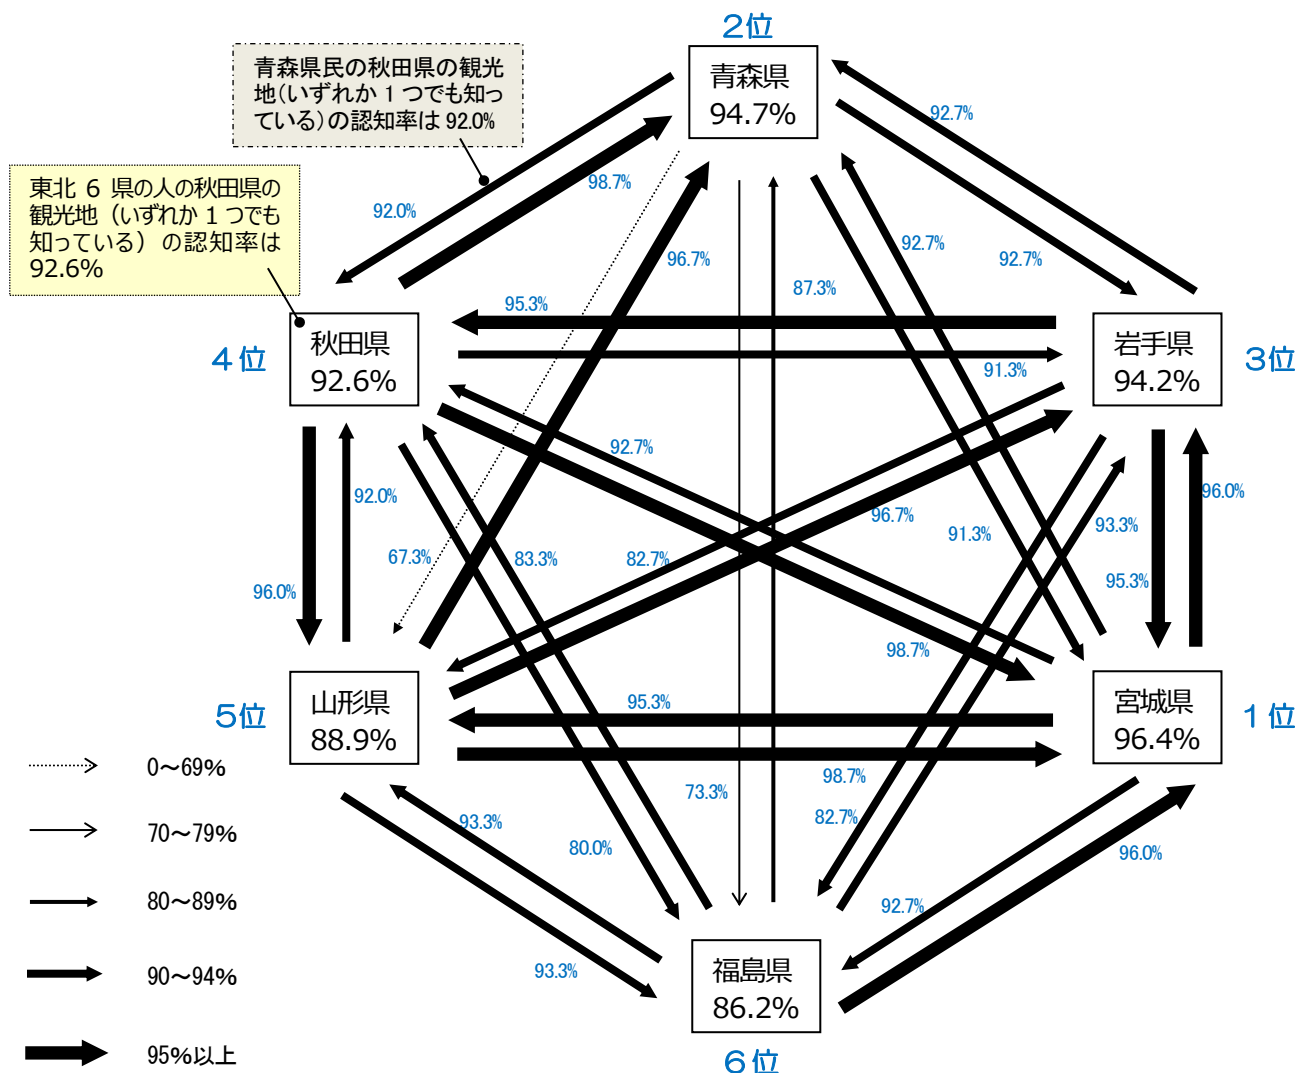 2位
青森県民の秋田県の観光
地(いずれか 1 つでも知っ
ている)の認知率は 92.0%
青森県
94.7%
92.7%
98.7%
東北 6 県の人の秋田県の
観光地（いずれか 1 つでも
知っている）の認知率は
92.6%
92.0%
92.7%
96.7%
92.7%
87.3%
95.3%
秋田県
92.6%
4位
岩手県
94.2%
3位
91.3%
92.7%
92.0%
96.0%
96.7%
93.3%
91.3%
67.3%
83.3%
82.7%
95.3%
96.0%
98.7%
山形県
88.9%
5位
95.3%
宮城県
96.4%
1位
0～69%
98.7%
73.3%
82.7%
70～79%
93.3%
80.0%
96.0%
80～89%
92.7%
93.3%
90～94%
福島県
86.2%
95%以上
6位